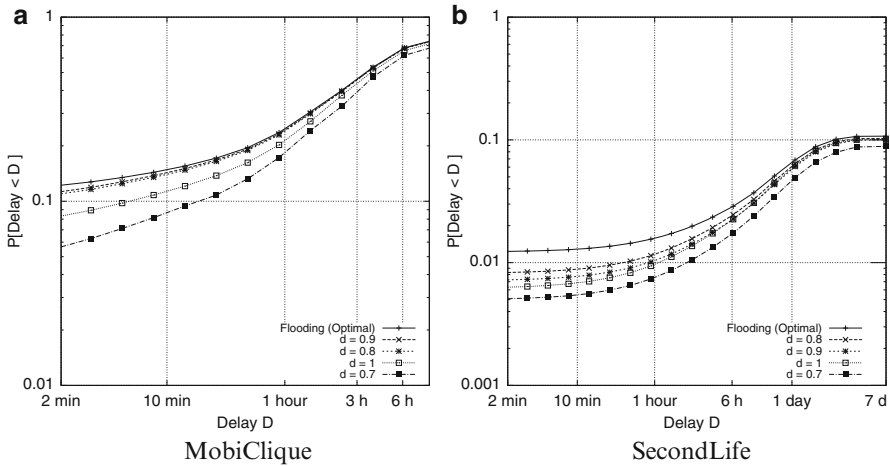 a
1
0.1
0.01
P[Delay < D ]
Flooding (Optimal)
d = 0.9
d = 0.8
d = 1
d = 0.7
2 min
10 min
1 hour
3 h
6 h
Delay D
MobiClique
b
1
0.1
0.01
0.001
P[Delay < D ]
Flooding (Optimal)
d = 0.8
d = 0.9
d = 1
d = 0.7
2 min
10 min
1 hour
6 h
1 day
7 d
Delay D
SecondLife